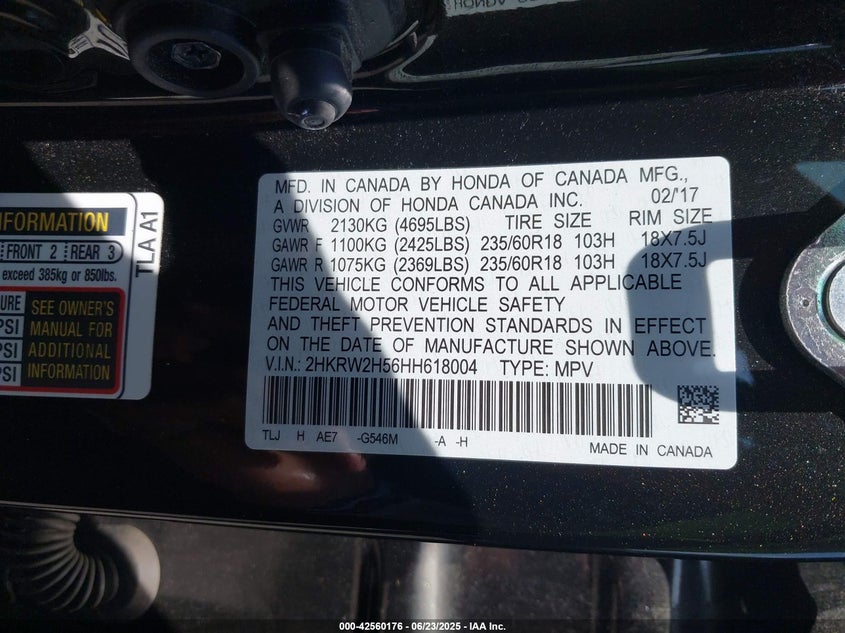 NFORMATION
FRONT 2 REAR 3
exceed 385kg or 850lbs.
TLA A1
URE
PSI
PSI
PSI
SEE OWNER'S
MANUAL FOR
ADDITIONAL
INFORMATION
MFD. IN CANADA BY HONDA OF CANADA MFG.,
A DIVISION OF HONDA CANADA INC. 02/'17
GVWR 2130KG (4695LBS) TIRE SIZE RIM SIZE
GAWR F 1100KG (2425LBS) 235/60R18 103H 18X7.5J
GAWR R 1075KG (2369LBS) 235/60R18 103H 18X7.5J
THIS VEHICLE CONFORMS TO ALL APPLICABLE
FEDERAL MOTOR VEHICLE SAFETY
AND THEFT PREVENTION STANDARDS IN EFFECT
ON THE DATE OF MANUFACTURE SHOWN ABOVE.
V.I.N.: 2HKRW2H56HH618004 TYPE: MPV
TLJ H AE7 -G546M -A -H
MADE IN CANADA
000-42560176 - 06/23/2025 - IAA Inc.